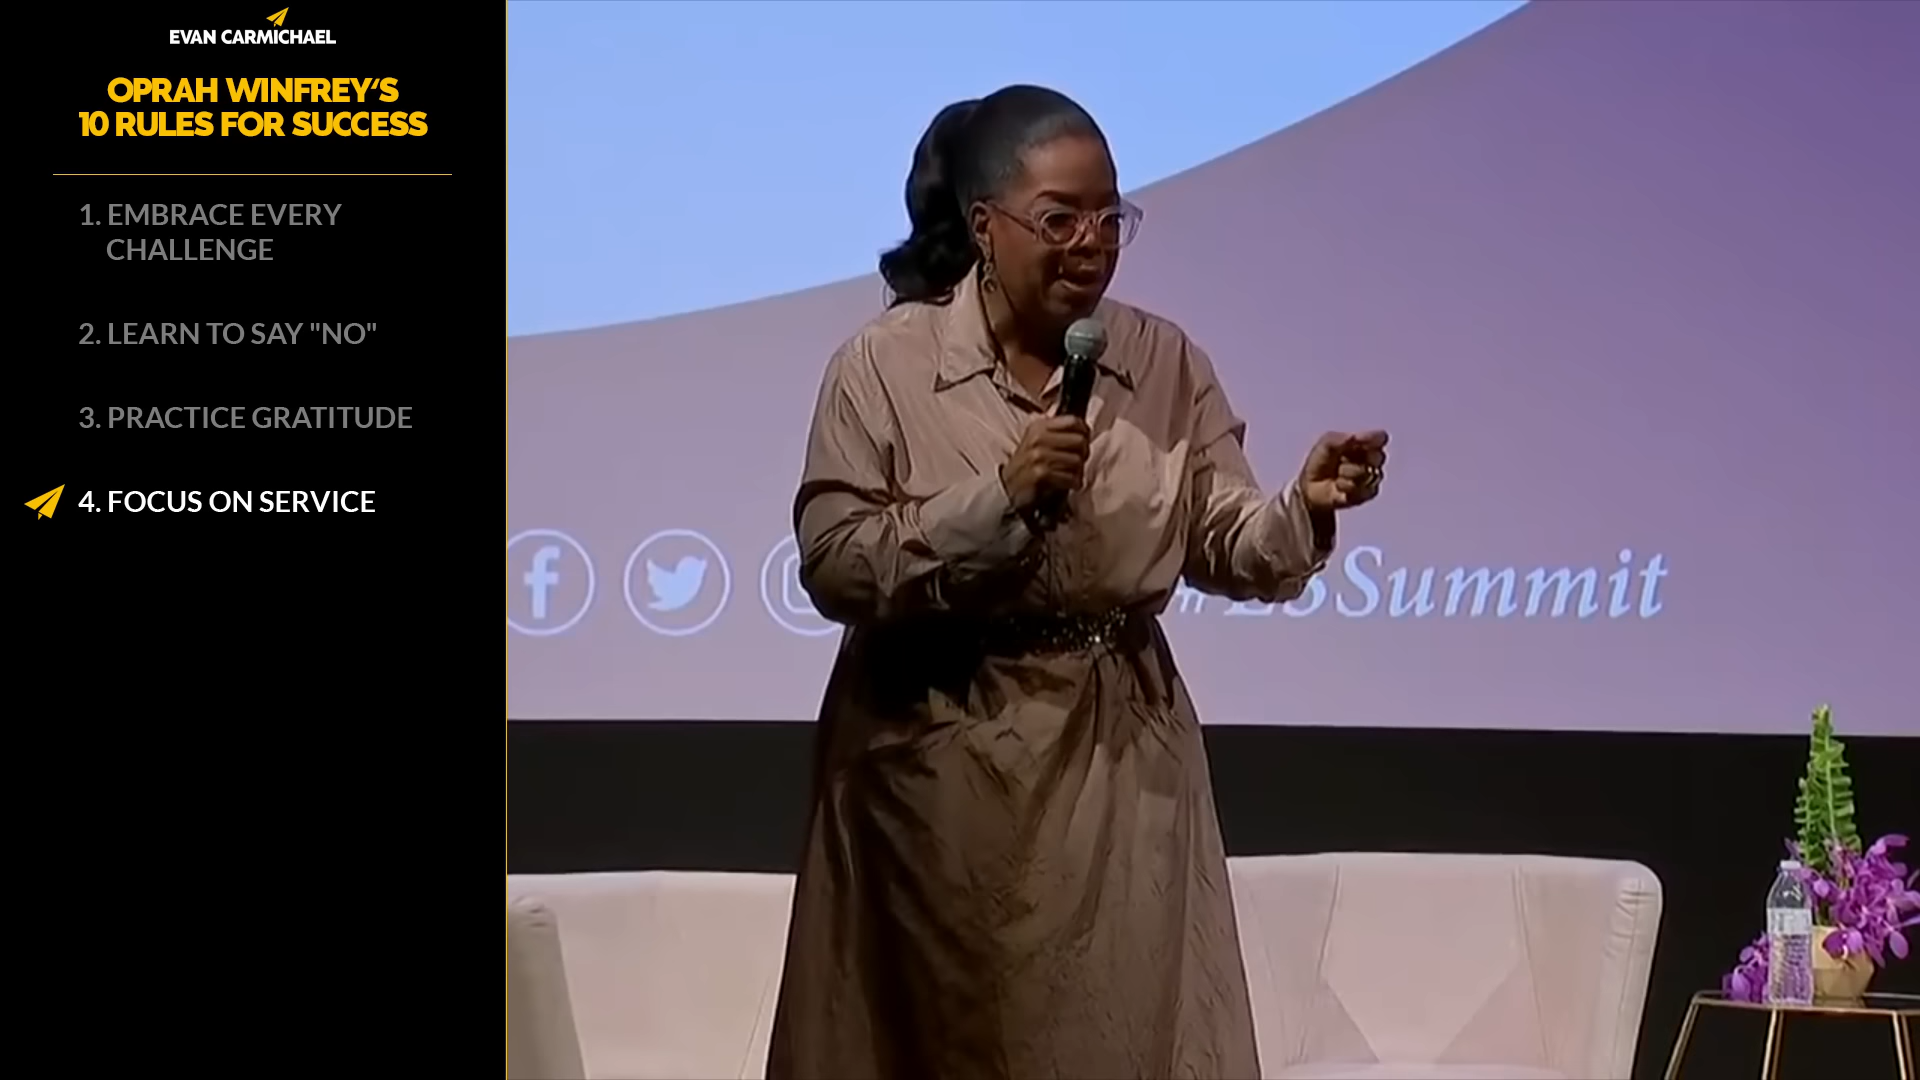 EVAN CARMICHAEL
OPRAH WINFREY'S
10 RULES FOR SUCCESS
1. EMBRACE EVERY
CHALLENGE
2. LEARN TO SAY "NO"
3. PRACTICE GRATITUDE
4. FOCUS ON SERVICE
Summit